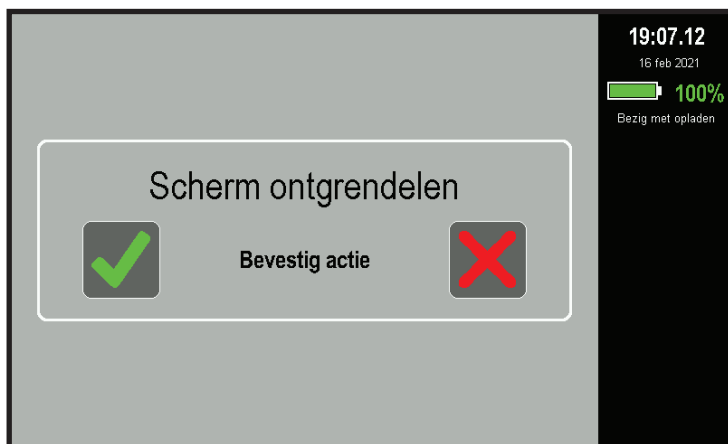 19:07.12
16 feb 2021
100%
Bezig met opladen
Scherm ontgrendelen
Bevestig actie